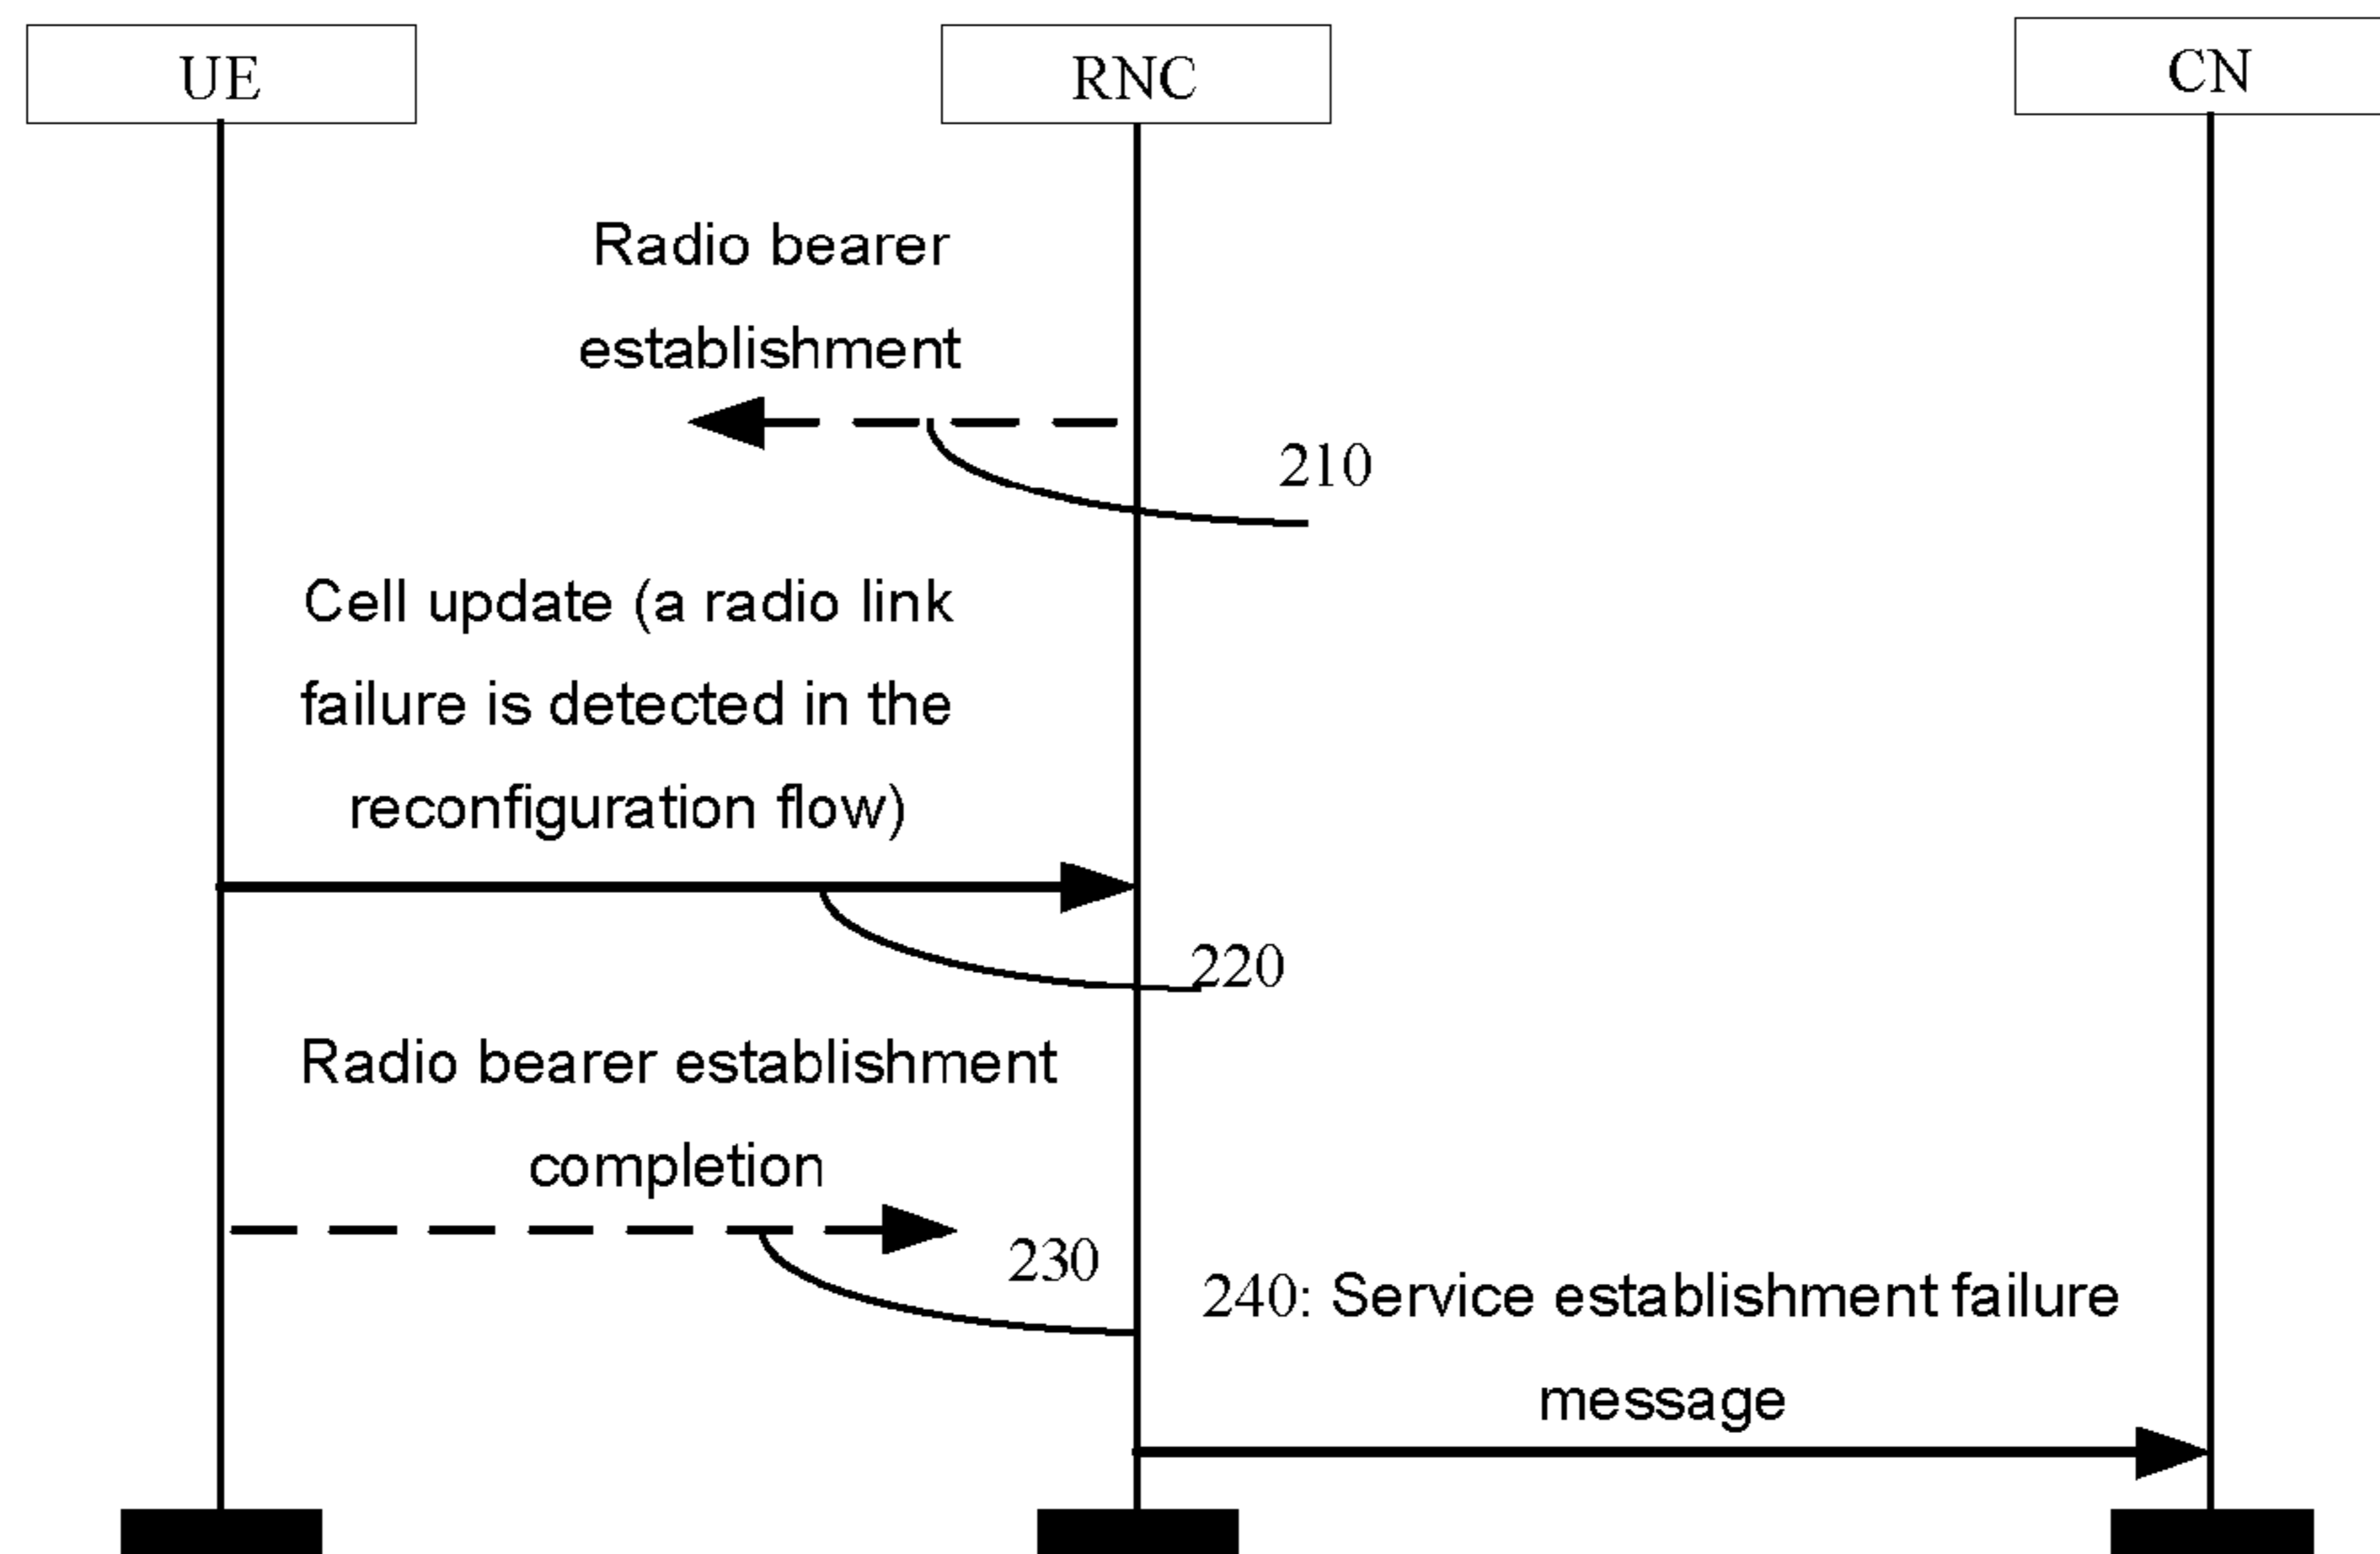 UE
RNC
CN
Radio bearer
establishment
210
Cell update (a radio link
failure is detected in the
reconfiguration flow)
220
Radio bearer establishment
completion
230
240: Service establishment failure
message